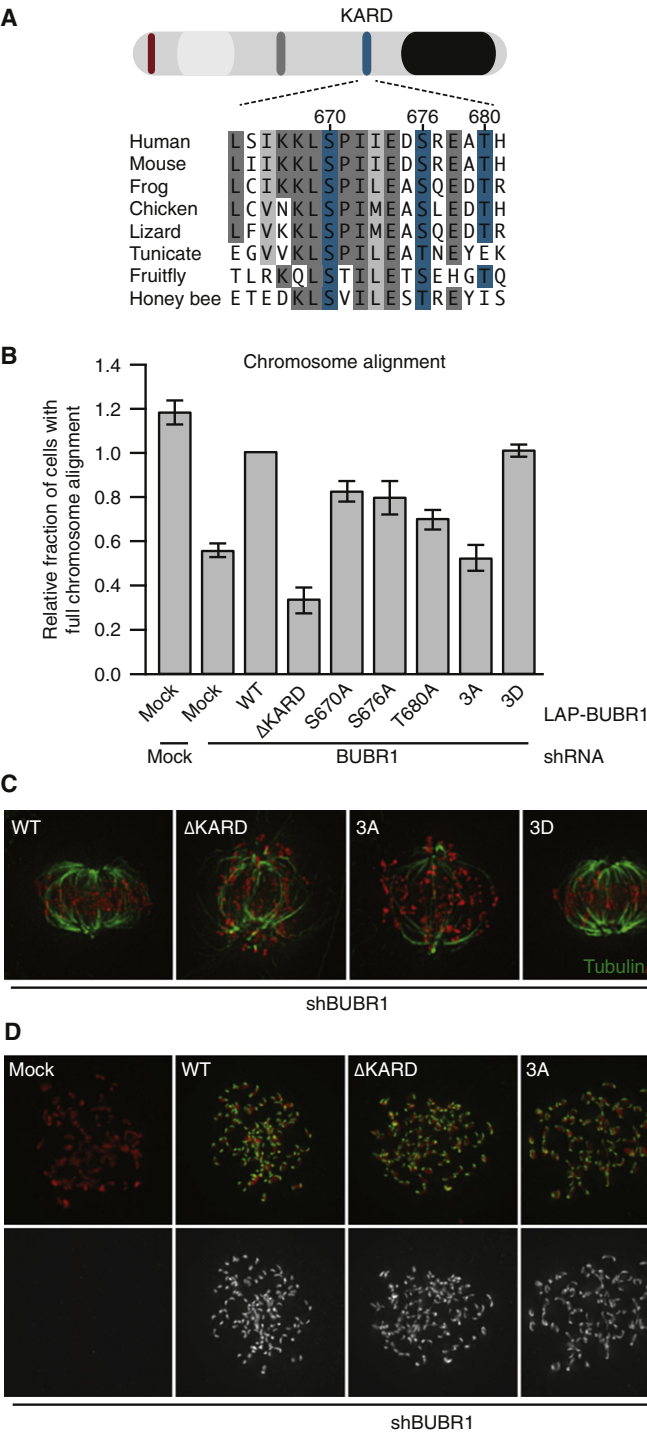 A
KARD
670 676 680
Human LSIKKLSPIIEDSREATH
Mouse LIIKKLSPIIEDSREATH
Frog LCIKKLSPILEASQEDTR
Chicken LCVNKLSPIMEASLEDTH
Lizard LFVKKLSPIMEASQEDTR
Tunicate EGVVKLSPILEATNEYEK
Fruitfly TLRKQLSTILETSEHGTQ
Honey bee ETEDKLSVILESTREYIS
B
Chromosome alignment
Relative fraction of cells with
full chromosome alignment
1.4
1.2
1.0
0.8
0.6
0.4
0.2
0.0
Mock Mock WT ΔKARD S670A S676A T680A 3A 3D LAP-BUBR1
Mock BUBR1 shRNA
C
WT ΔKARD 3A 3D
Tubulin
shBUBR1
D
Mock WT ΔKARD 3A
shBUBR1